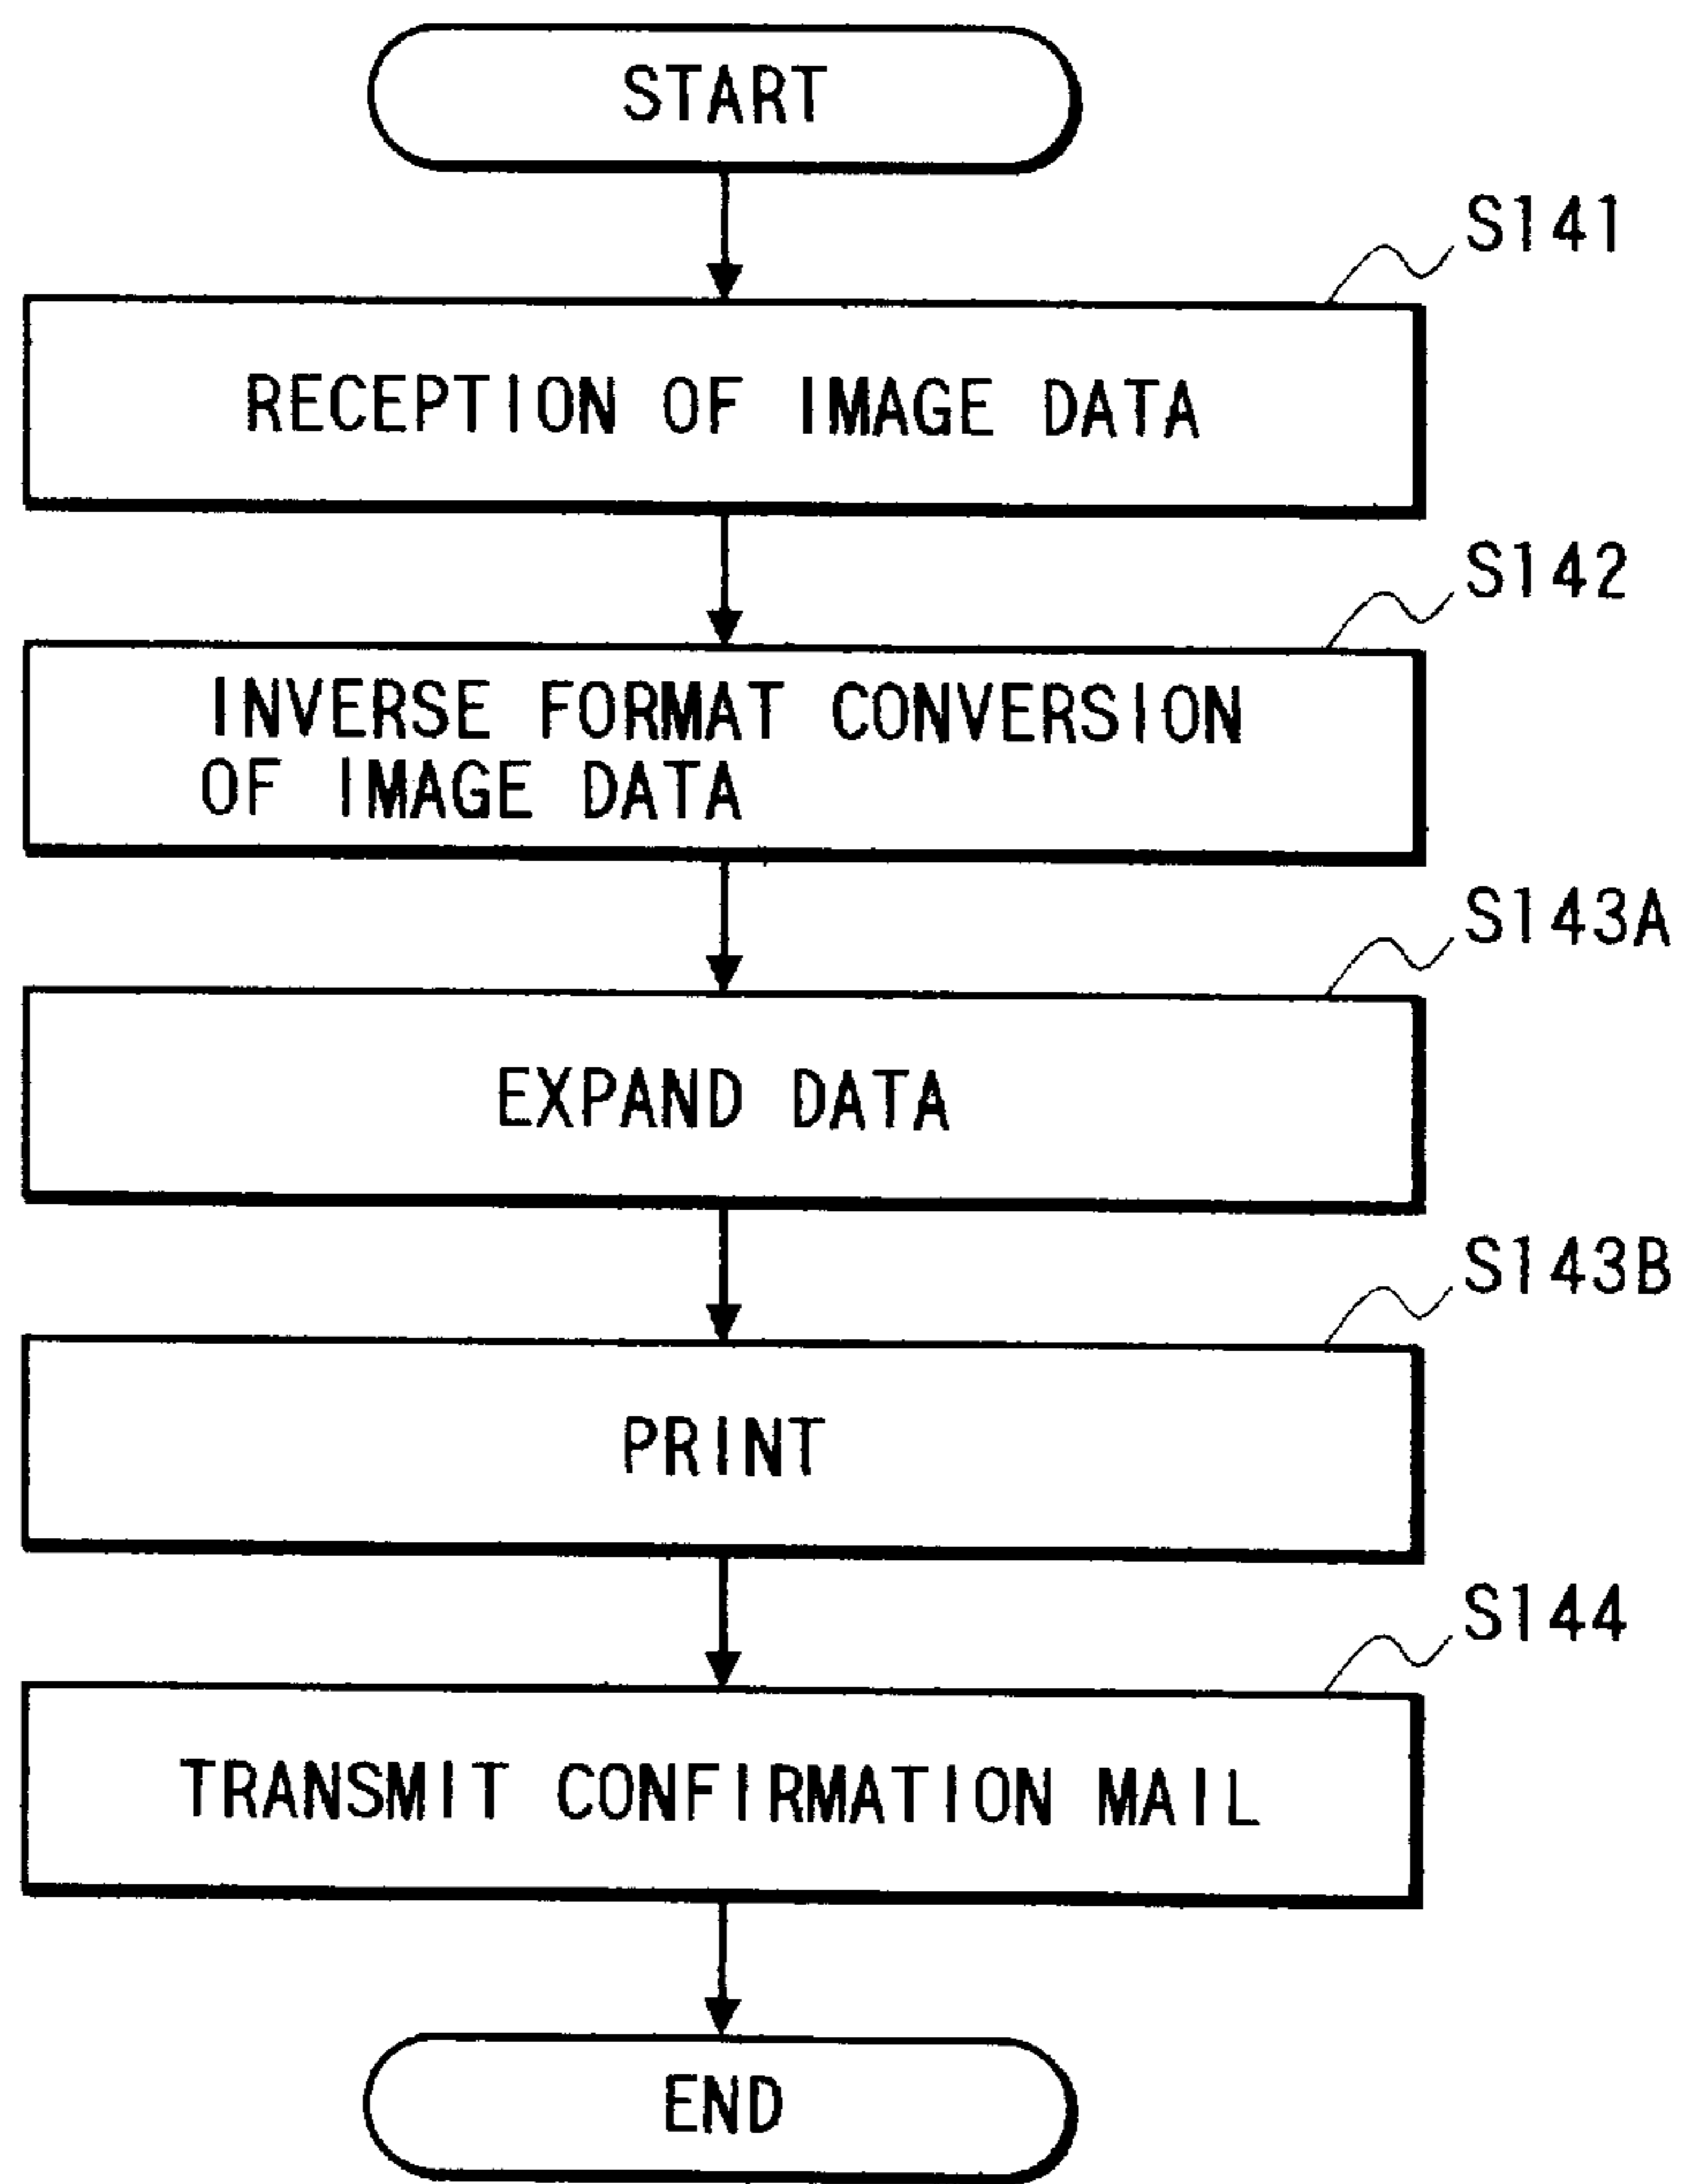 START
S141
RECEPTION OF IMAGE DATA
S142
INVERSE FORMAT CONVERSION
OF IMAGE DATA
S143A
EXPAND DATA
S143B
PRINT
S144
TRANSMIT CONFIRMATION MAIL
END